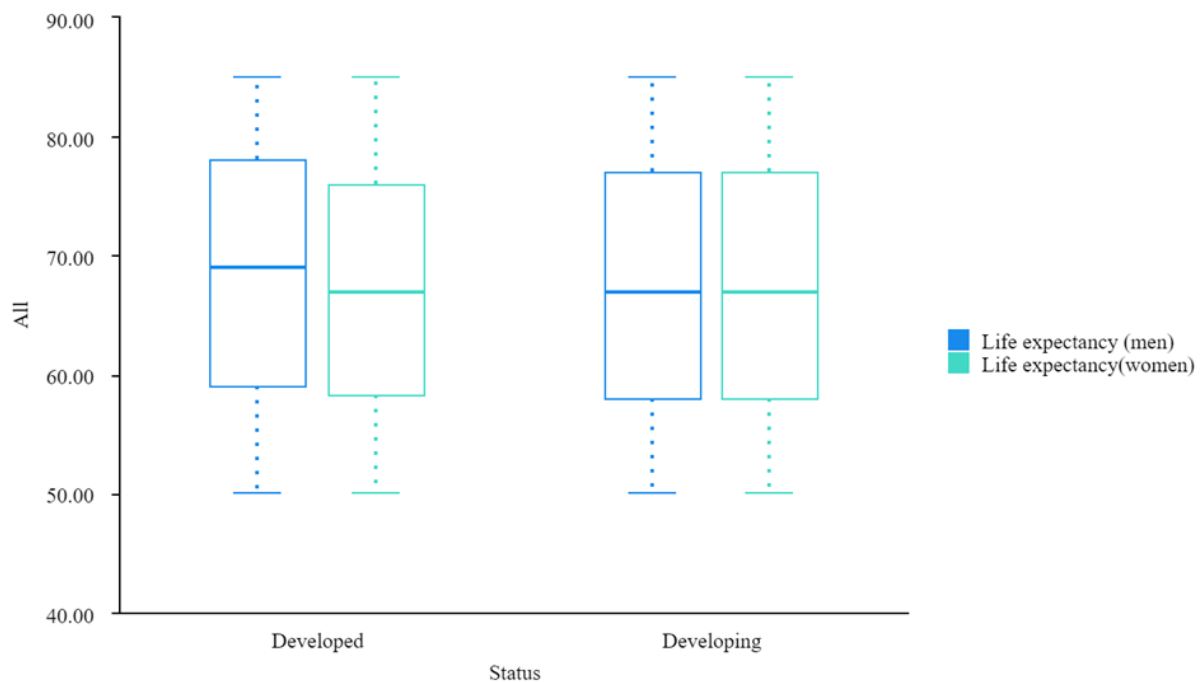 90.00
80.00
70.00
60.00
50.00
40.00
All
Developed
Developing
Status
Life expectancy (men)
Life expectancy(women)